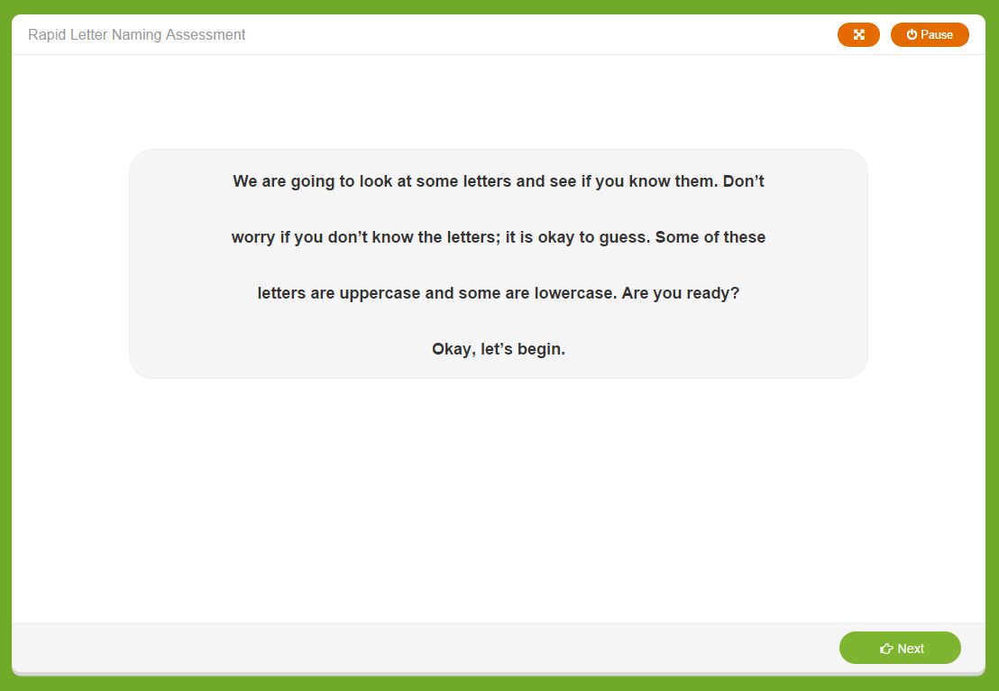 Rapid Letter Naming Assessment
Pause
We are going to look at some letters and see if you know them. Don’t
worry if you don’t know the letters; it is okay to guess. Some of these
letters are uppercase and some are lowercase. Are you ready?
Okay, let’s begin.
Next